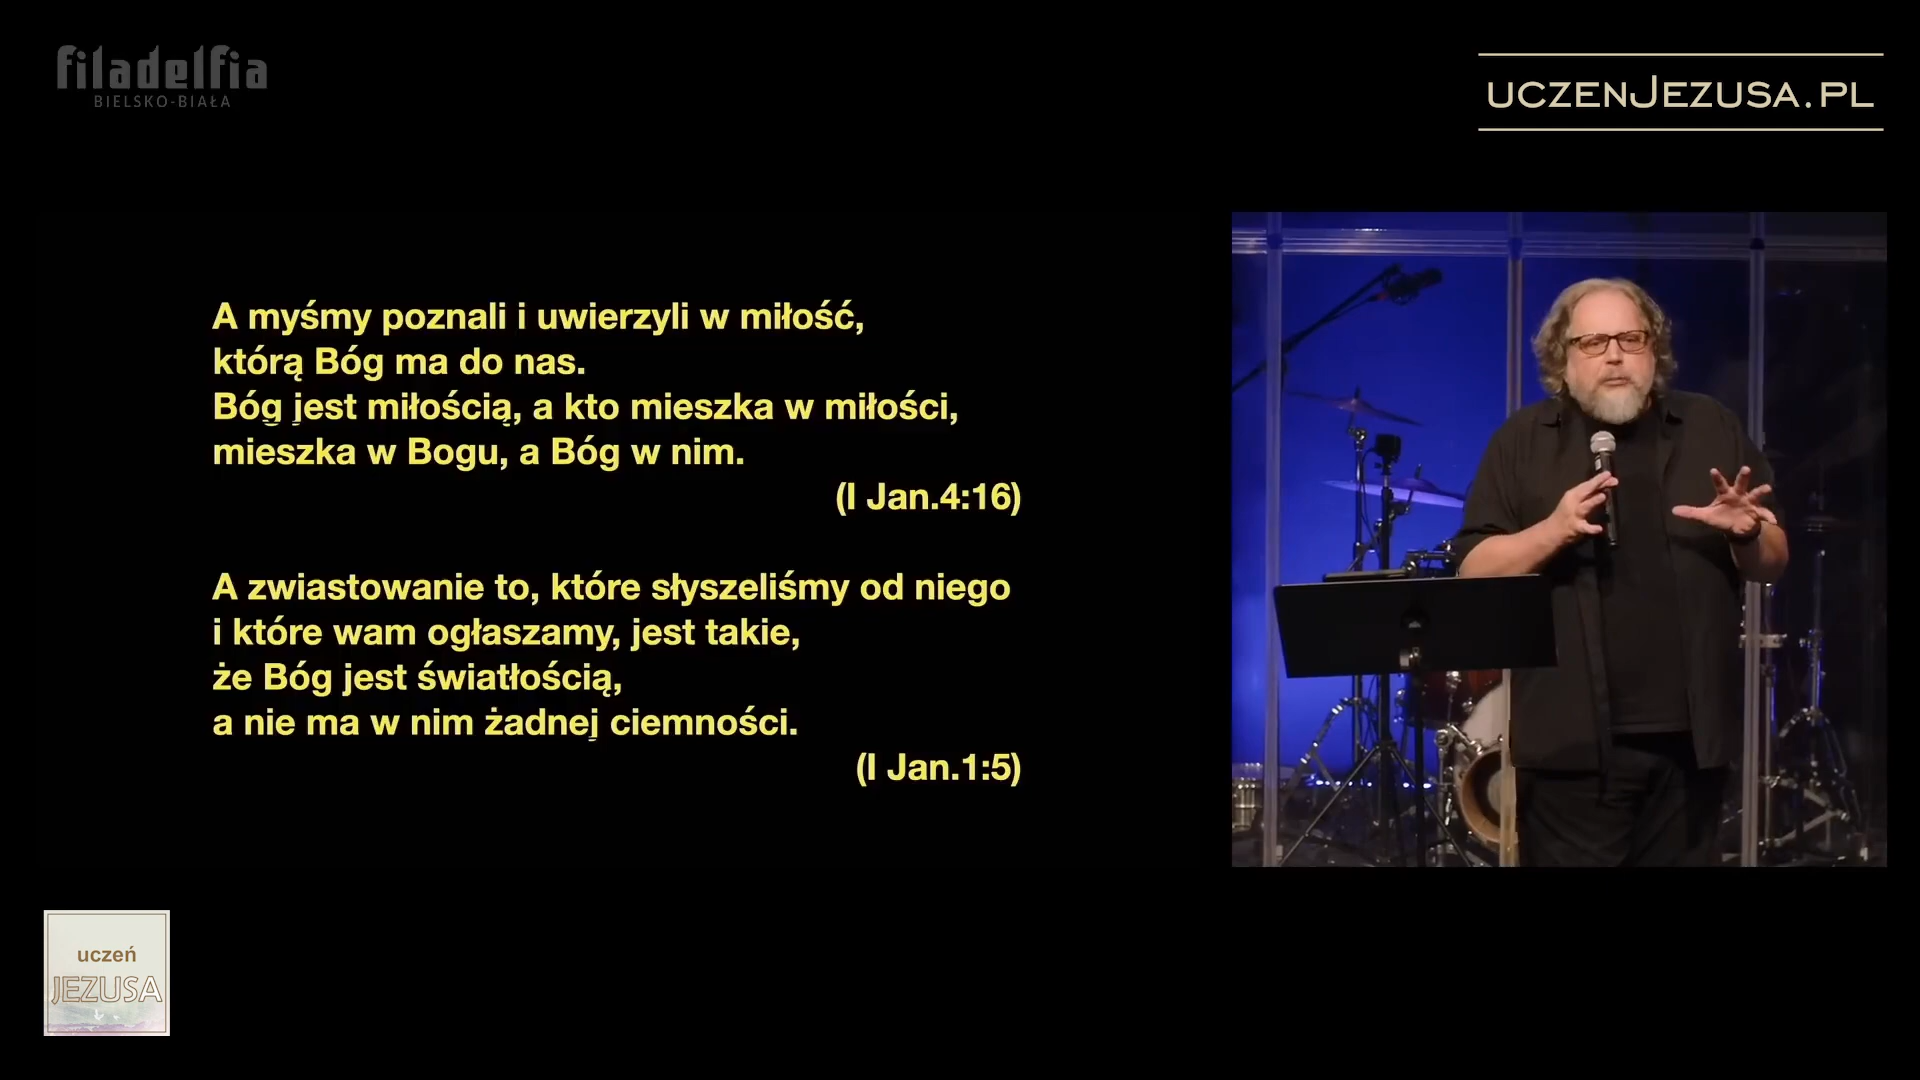 filadelfia
BIELSKO-BIAŁA
UCZENJEZUSA.PL
A myśmy poznali i uwierzyli w miłość,
którą Bóg ma do nas.
Bóg jest miłością, a kto mieszka w miłości,
mieszka w Bogu, a Bóg w nim.
(I Jan.4:16)
A zwiastowanie to, które słyszeliśmy od niego
i które wam ogłaszamy, jest takie,
że Bóg jest światłością,
a nie ma w nim żadnej ciemności.
(I Jan.1:5)
uczeń
JEZUSA